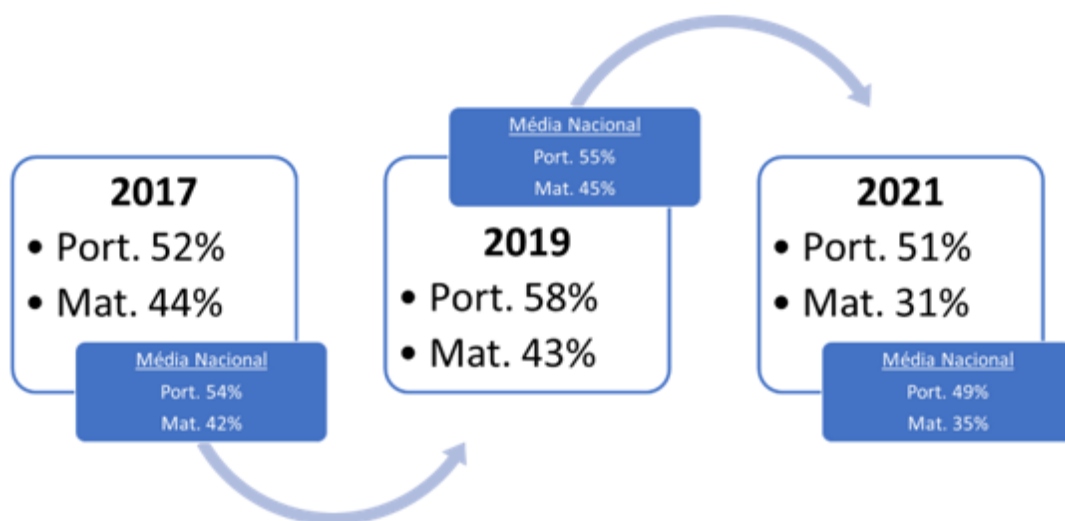 2017
• Port. 52%
• Mat. 44%
Média Nacional
Port. 54%
Mat. 42%
Média Nacional
Port. 55%
Mat. 45%
2019
• Port. 58%
• Mat. 43%
2021
• Port. 51%
• Mat. 31%
Média Nacional
Port. 49%
Mat. 35%